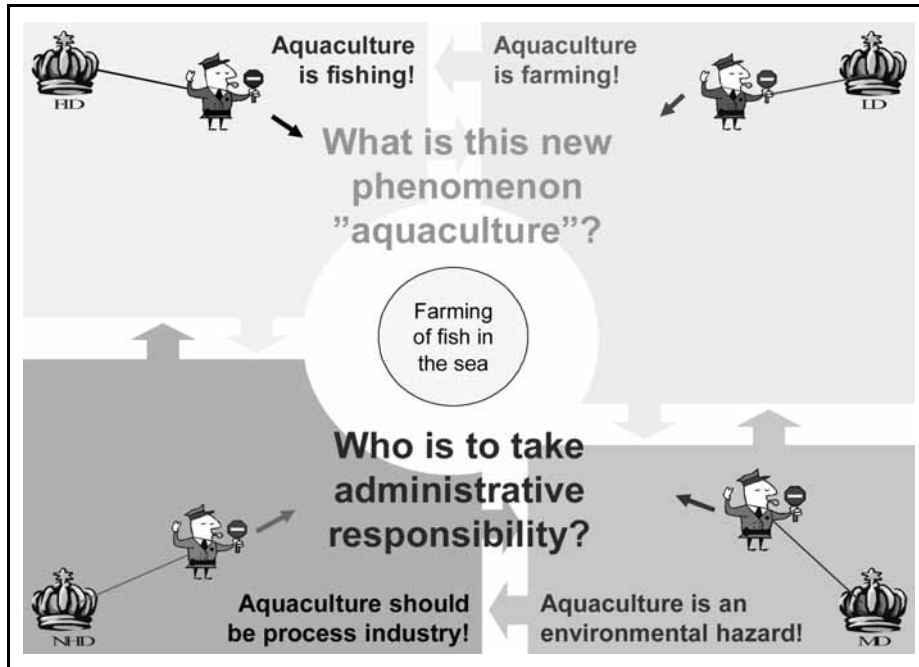 Aquaculture
is fishing!
Aquaculture
is farming!
FID
LD
What is this new
phenomenon
”aquaculture”?
Farming
of fish in
the sea
Who is to take
administrative
responsibility?
NHD
MD
Aquaculture should
be process industry!
Aquaculture is an
environmental hazard!